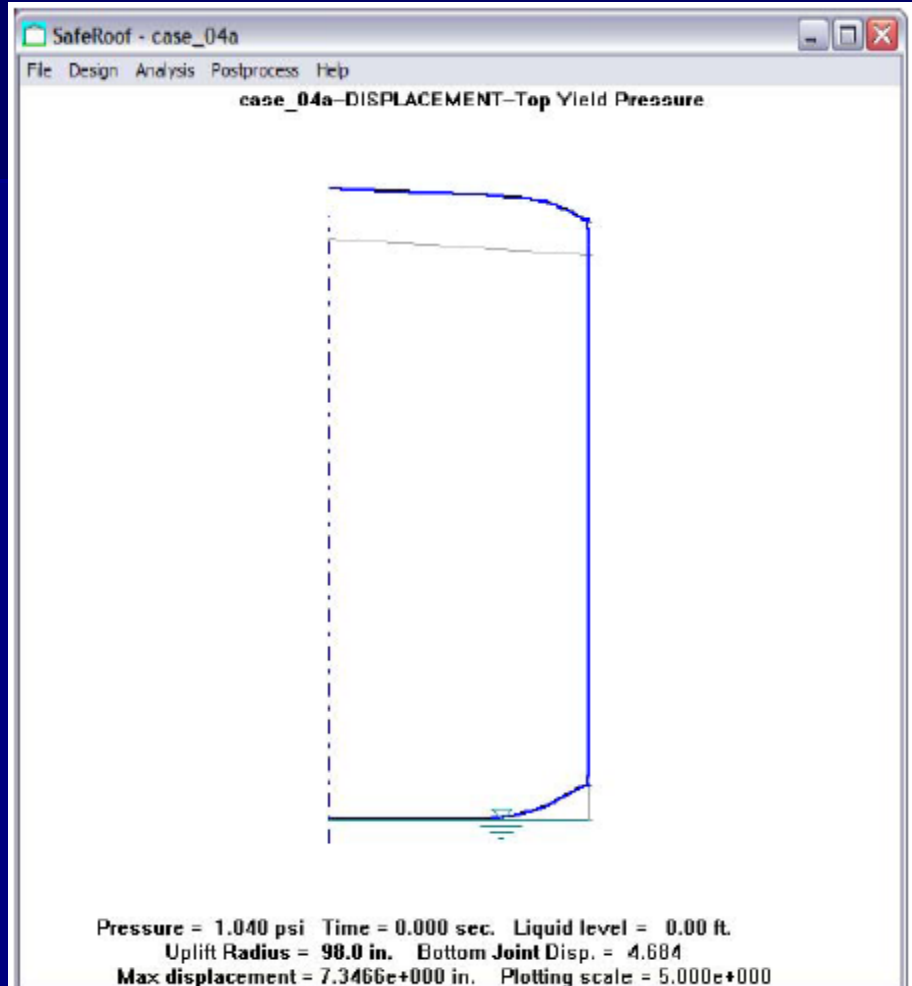 SafeRoof - case_04a
File Design Analysis Postprocess Help
case_04a-DISPLACEMENT-Top Yield Pressure
Pressure = 1.040 psi Time = 0.000 sec. Liquid level = 0.00 ft.
Uplift Radius = 98.0 in. Bottom Joint Disp. = 4.684
Max displacement = 7.3466e+000 in. Plotting scale = 5.000e+000